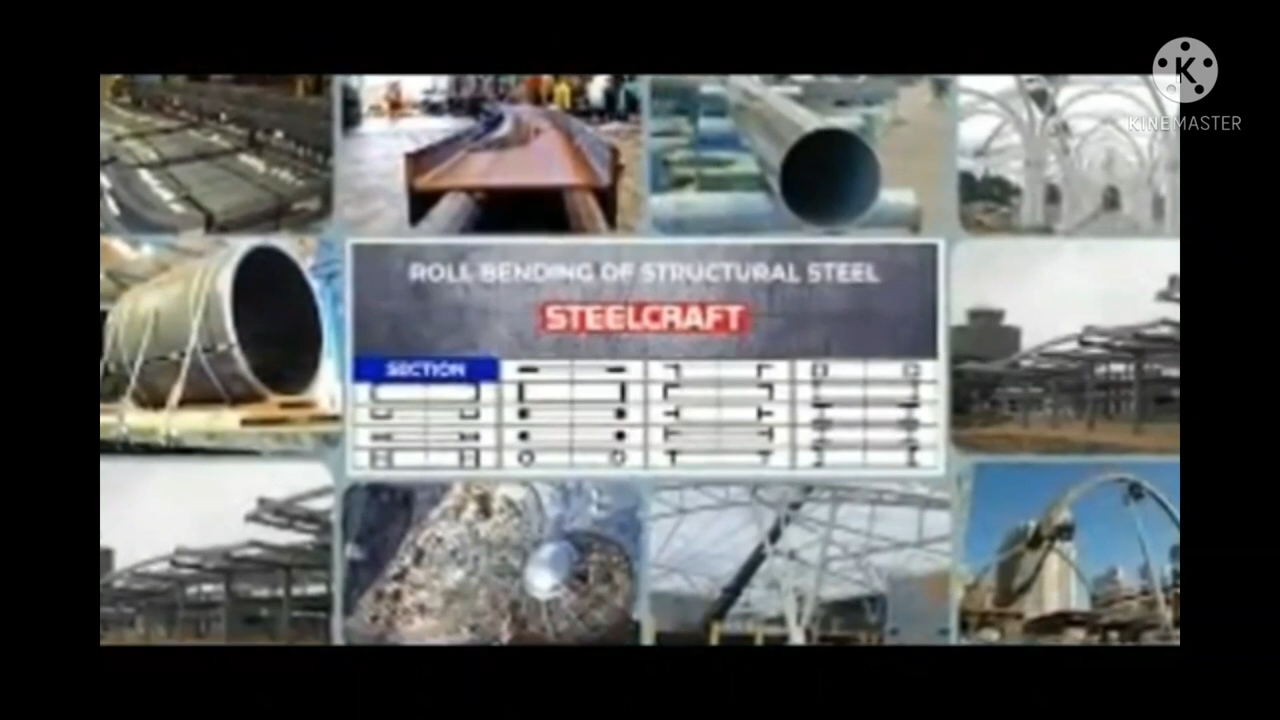 K
KINEMASTER
ROLL BENDING OF STRUCTURAL STEEL
STEELCRAFT
SECTION